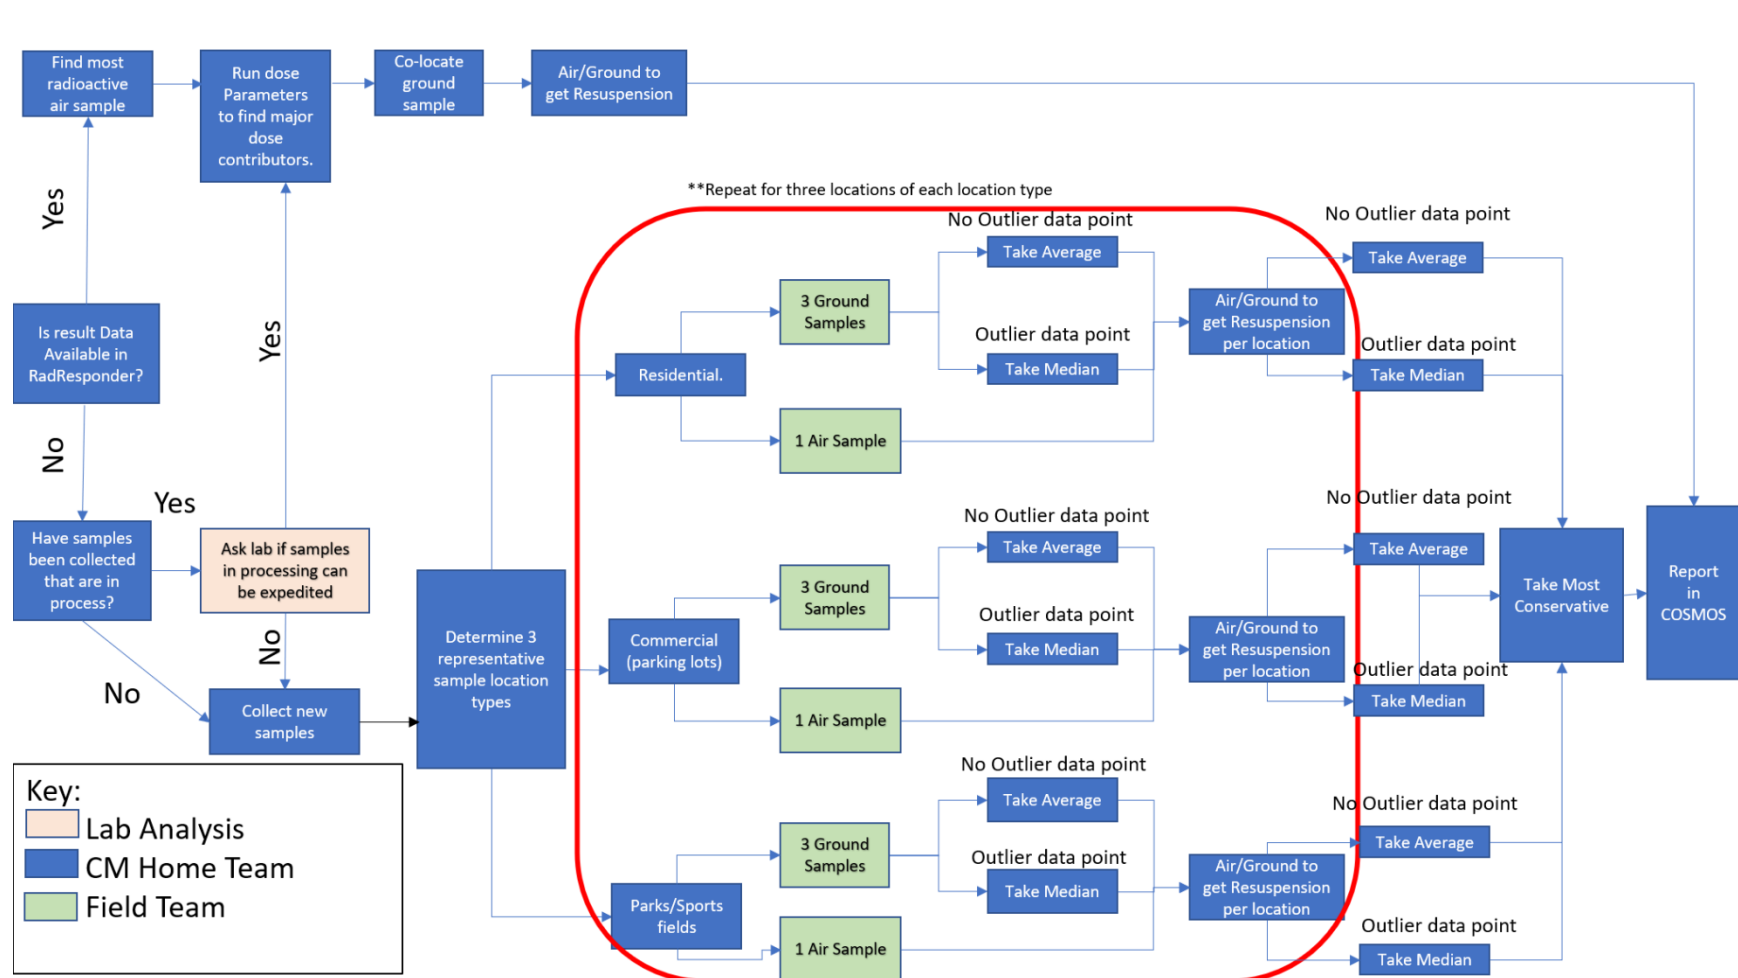 Find most
radioactive
air sample
Run dose
Parameters
to find major
dose
contributors.
Co-locate
ground
sample
Air/Ground to
get Resuspension
Yes
Yes
Is result Data
Available in
RadResponder?
No
Have samples
been collected
that are in
process?
Yes
Ask lab if samples
in processing can
be expedited
No
No
Collect new
samples
Determine 3
representative
sample location
types
**Repeat for three locations of each location type
Residential.
3 Ground
Samples
1 Air Sample
No Outlier data point
Take Average
Outlier data point
Take Median
Air/Ground to
get Resuspension
per location
No Outlier data point
Take Average
Outlier data point
Take Median
Commercial
(parking lots)
3 Ground
Samples
1 Air Sample
No Outlier data point
Take Average
Outlier data point
Take Median
Air/Ground to
get Resuspension
per location
No Outlier data point
Take Average
Outlier data point
Take Median
Parks/Sports
fields
3 Ground
Samples
1 Air Sample
No Outlier data point
Take Average
Outlier data point
Take Median
Air/Ground to
get Resuspension
per location
No Outlier data point
Take Average
Outlier data point
Take Median
Take Most
Conservative
Report
in
COSMOS
Key:
Lab Analysis
CM Home Team
Field Team